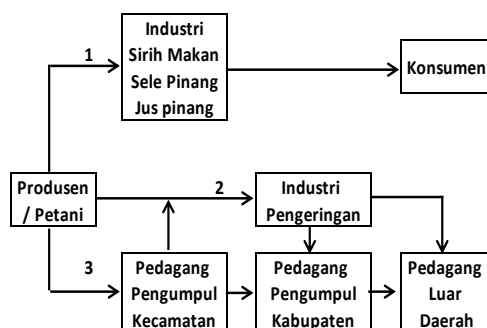 Industri
Sirih Makan
Sele Pinang
Jus pinang
1
Konsumen
Produsen
/ Petani
2
Industri
Pengeringan
3
Pedagang
Pengumpul
Kecamatan
Pedagang
Pengumpul
Kabupaten
Pedagang
Luar
Daerah